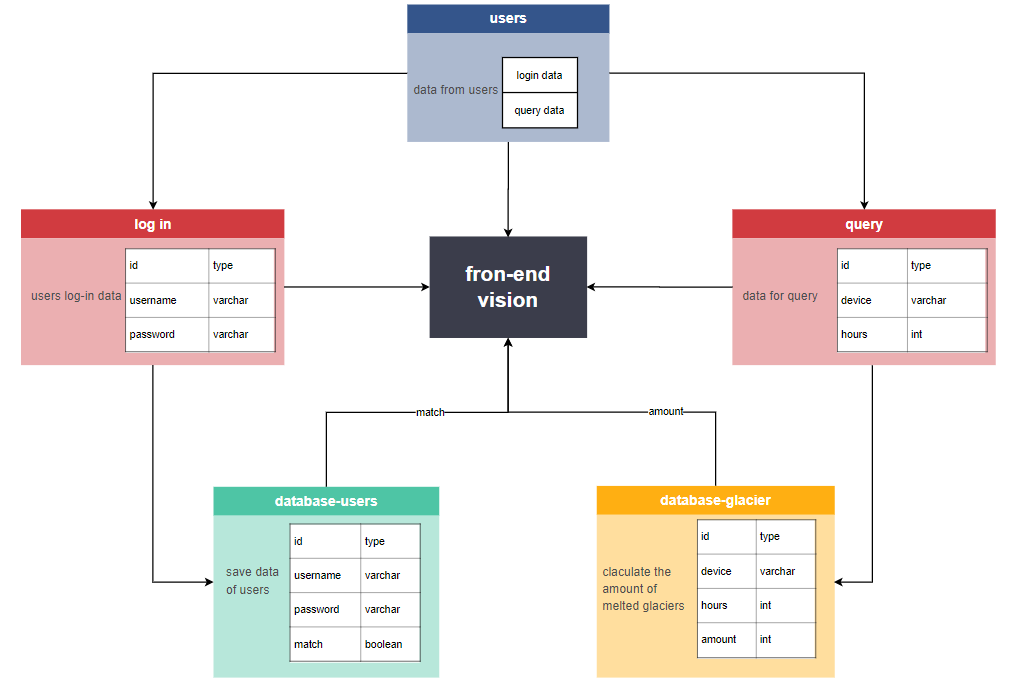 users
data from users
login data
query data
log in
users log-in data
id type
username varchar
password varchar
fron-end
vision
query
data for query
id type
device varchar
hours int
match
amount
database-users
save data
of users
id type
username varchar
password varchar
match boolean
database-glacier
claculate the
amount of
melted glaciers
id type
device varchar
hours int
amount int